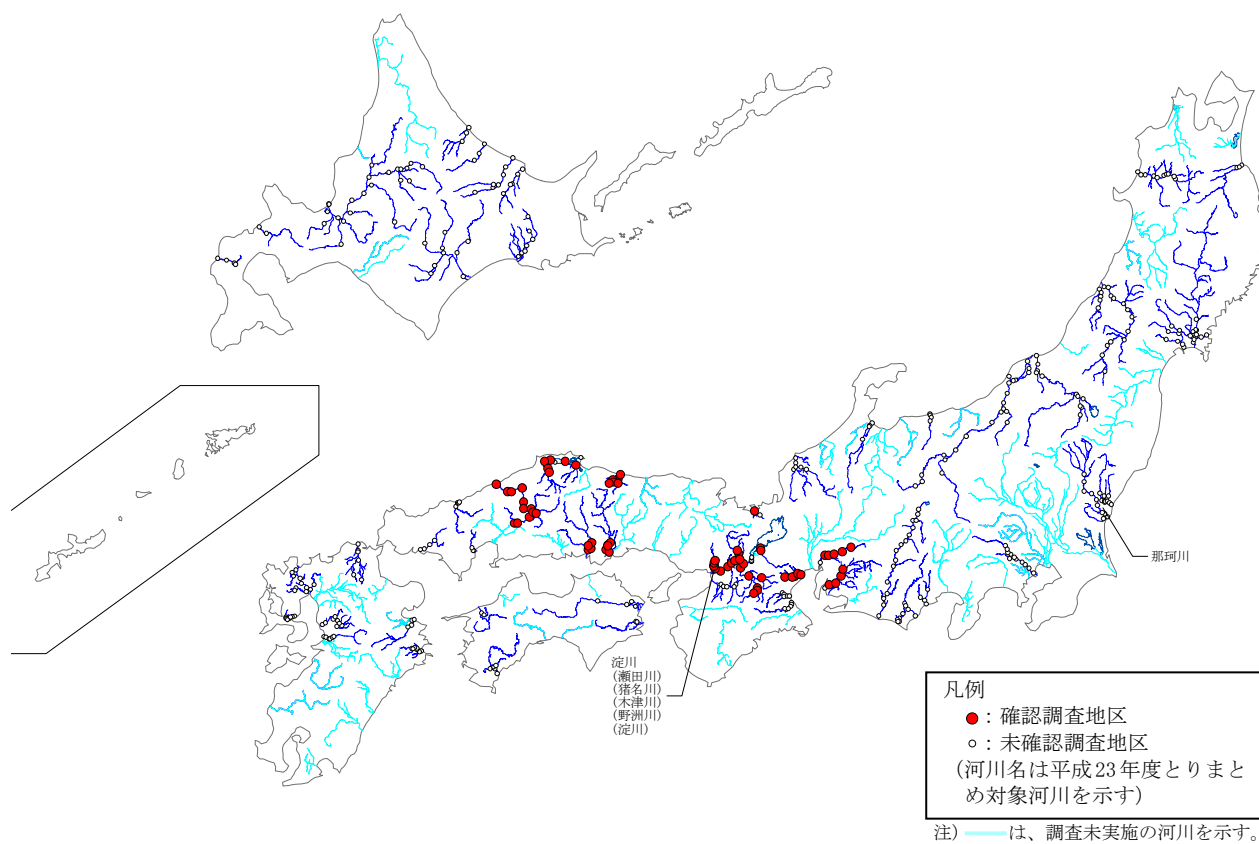 那珂川
淀川
(瀬田川)
(猪名川)
(木津川)
(野洲川)
(淀川)
凡例
●：確認調査地区
○：未確認調査地区
(河川名は平成23年度とりまと
め対象河川を示す)
注) ――は、調査未実施の河川を示す。